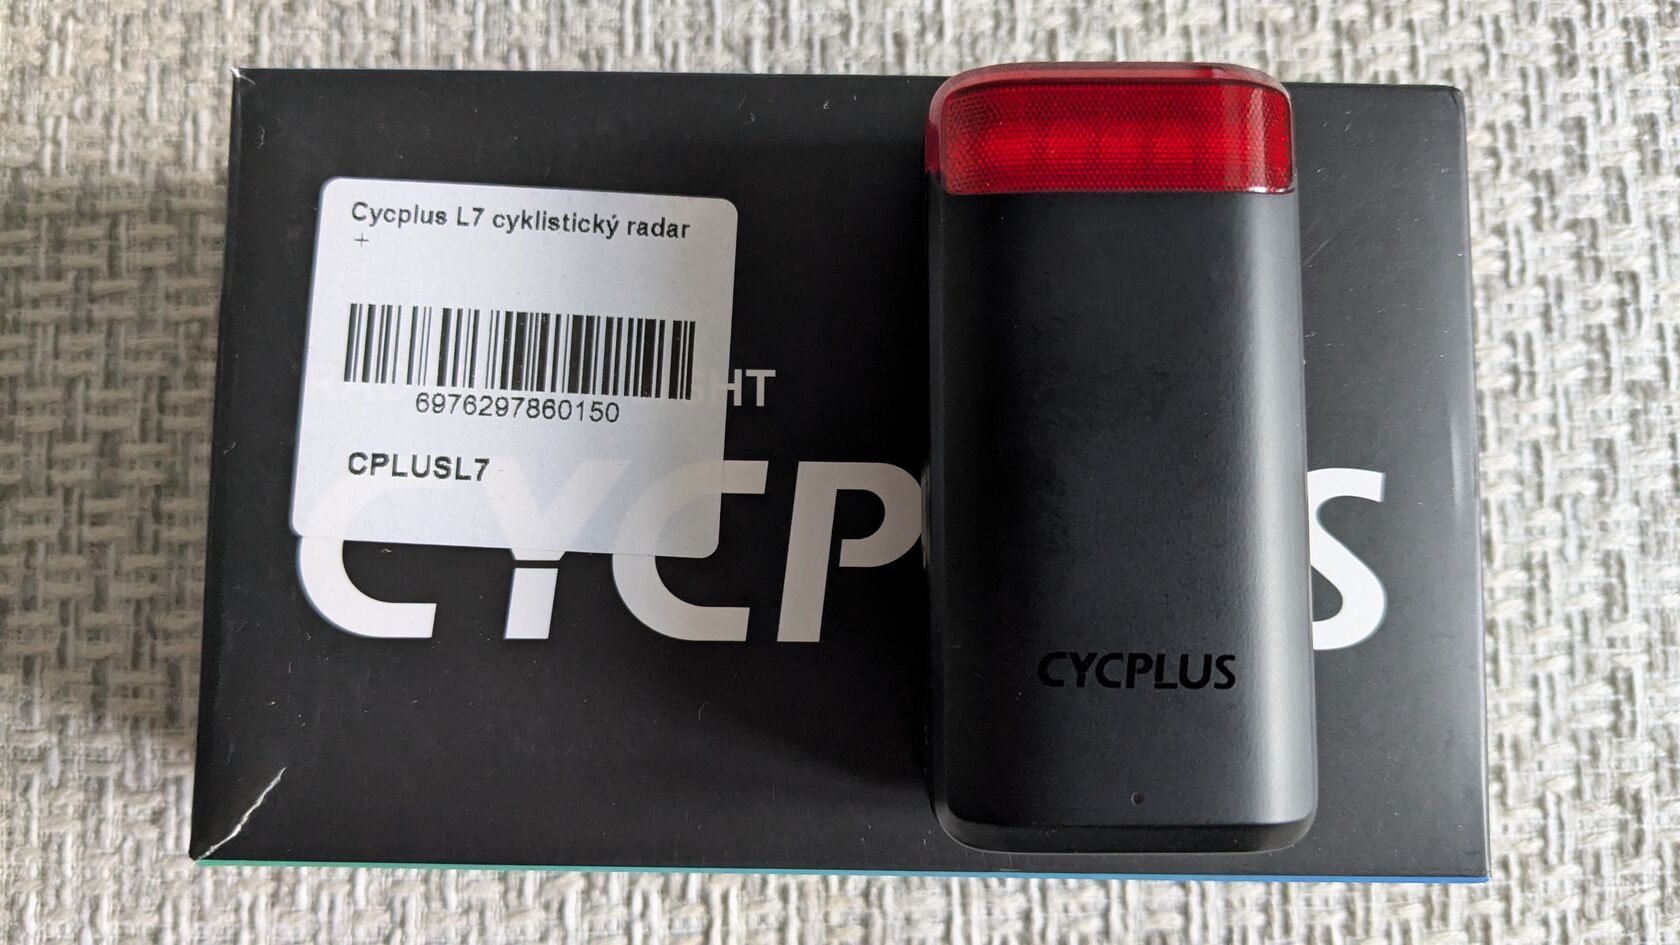 Cycplus L7 cyklistický radar
+
6976297860150
CPLUSL7
CYCPLUS